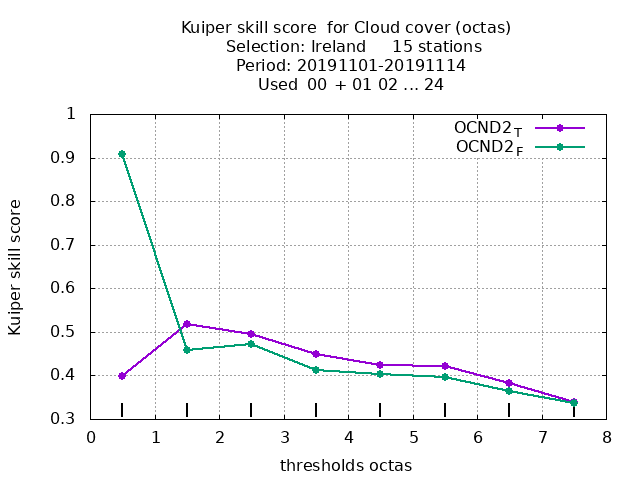 Kuiper skill score  for Cloud cover (octas)
Selection: Ireland     15 stations
Period: 20191101-20191114
Used  00  + 01 02 ... 24
1
OCND2T
OCND2F
0.9
0.8
0.7
0.6
0.5
0.4
0.3
Kuiper skill score
0 1 2 3 4 5 6 7 8
thresholds octas